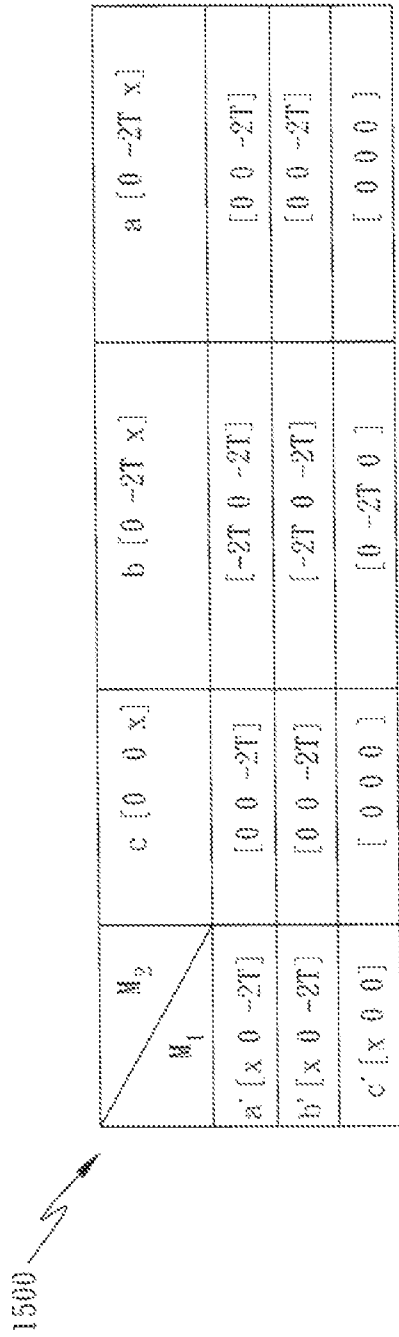 1500
M₂ c [0 0 x] b [0 -2T x] a [0 -2T x]
M₁
a' [x 0 -2T] [0 0 -2T] [-2T 0 -2T] [0 0 -2T]
b' [x 0 -2T] [0 0 -2T] [-2T 0 -2T] [0 0 -2T]
c' [x 0 0] [ 0 0 0 ] [0 -2T 0 ] [ 0 0 0 ]